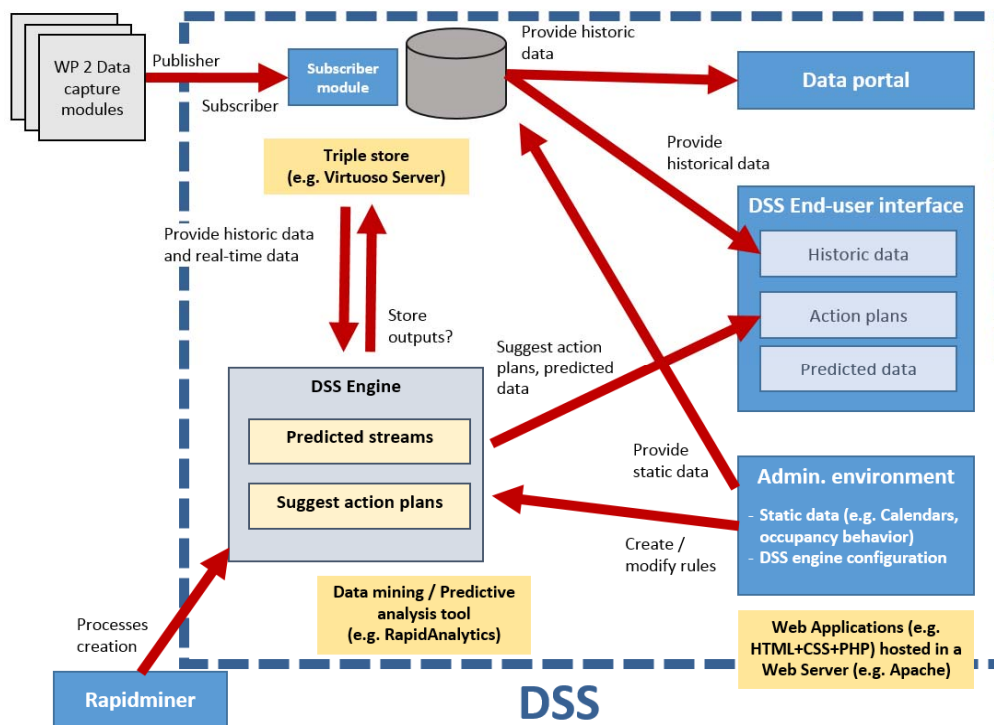 WP 2 Data
capture
modules
Publisher
Subscriber
Subscriber
module
Provide historic
data
Data portal
Triple store
(e.g. Virtuoso Server)
Provide
historical data
DSS End-user interface
Historic data
Action plans
Predicted data
Provide historic data
and real-time data
Store
outputs?
Suggest action
plans, predicted
data
DSS Engine
Predicted streams
Suggest action plans
Provide
static data
Admin. environment
- Static data (e.g. Calendars,
occupancy behavior)
- DSS engine configuration
Create /
modify rules
Data mining / Predictive
analysis tool
(e.g. RapidAnalytics)
Web Applications (e.g.
HTML+CSS+PHP) hosted in a
Web Server (e.g. Apache)
Processes
creation
Rapidminer
DSS